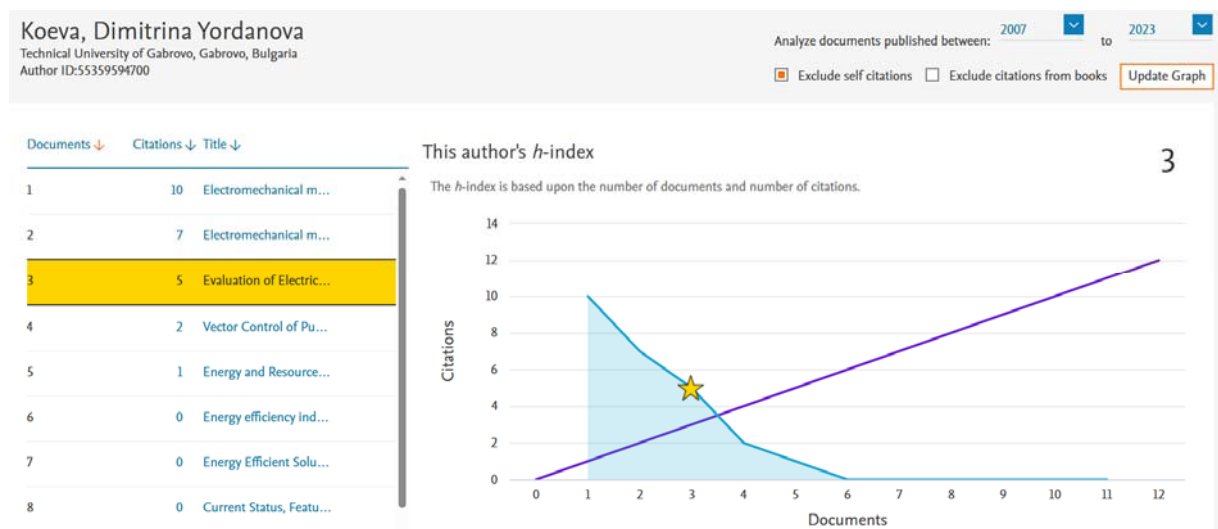 Koeva, Dimitrina Yordanova
Technical University of Gabrovo, Gabrovo, Bulgaria
Author ID:55359594700
Analyze documents published between: 2007 to 2023
Exclude self citations Exclude citations from books Update Graph
Documents Citations Title
1 10 Electromechanical m...
2 7 Electromechanical m...
3 5 Evaluation of Electric...
4 2 Vector Control of Pu...
5 1 Energy and Resource...
6 0 Energy efficiency ind...
7 0 Energy Efficient Solu...
8 0 Current Status, Featu...
This author's h-index
3
The h-index is based upon the number of documents and number of citations.
Citations
14
12
10
8
6
4
2
0
0 1 2 3 4 5 6 7 8 9 10 11 12
Documents